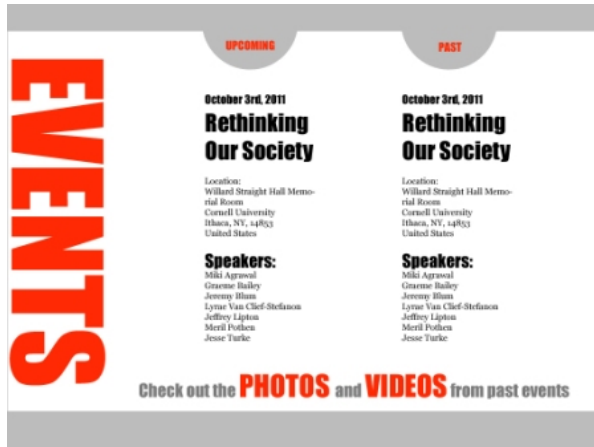 EVENTS
UPCOMING
October 3rd, 2011
Rethinking
Our Society
Location:
Willard Straight Hall Memo-
rial Room
Cornell University
Ithaca, NY, 14853
United States
Speakers:
Miki Agrawal
Graeme Bailey
Jeremy Blum
Lyrae Van Clief-Stefanon
Jeffrey Lipton
Meril Pothen
Jesse Turke
PAST
October 3rd, 2011
Rethinking
Our Society
Location:
Willard Straight Hall Memo-
rial Room
Cornell University
Ithaca, NY, 14853
United States
Speakers:
Miki Agrawal
Graeme Bailey
Jeremy Blum
Lyrae Van Clief-Stefanon
Jeffrey Lipton
Meril Pothen
Jesse Turke
Check out the PHOTOS and VIDEOS from past events